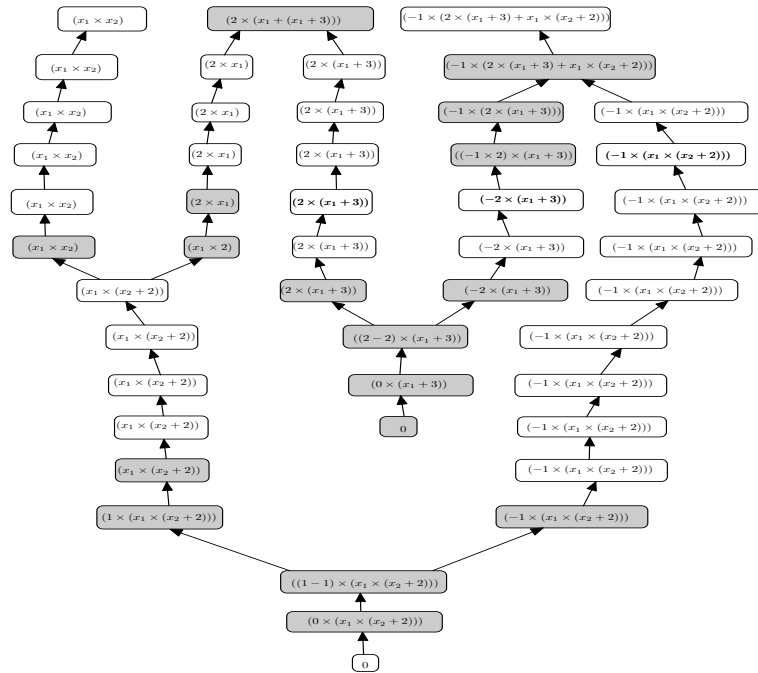 (x₁ × x₂)
(2 × (x₁ + (x₁ + 3)))
(−1 × (2 × (x₁ + 3) + x₁ × (x₂ + 2)))
(x₁ × x₂)
(2 × x₁)
(2 × (x₁ + 3))
(−1 × (2 × (x₁ + 3) + x₁ × (x₂ + 2)))
(x₁ × x₂)
(2 × x₁)
(2 × (x₁ + 3))
(−1 × (2 × (x₁ + 3)))
(−1 × (x₁ × (x₂ + 2)))
(x₁ × x₂)
(2 × x₁)
(2 × (x₁ + 3))
((−1 × 2) × (x₁ + 3))
(−1 × (x₁ × (x₂ + 2)))
(x₁ × x₂)
(2 × x₁)
(2 × (x₁ + 3))
(−2 × (x₁ + 3))
(−1 × (x₁ × (x₂ + 2)))
(x₁ × x₂)
(x₁ × 2)
(2 × (x₁ + 3))
(−2 × (x₁ + 3))
(−1 × (x₁ × (x₂ + 2)))
(x₁ × (x₂ + 2))
(2 × (x₁ + 3))
(−2 × (x₁ + 3))
(−1 × (x₁ × (x₂ + 2)))
(x₁ × (x₂ + 2))
((2 − 2) × (x₁ + 3))
(−1 × (x₁ × (x₂ + 2)))
(x₁ × (x₂ + 2))
(0 × (x₁ + 3))
(−1 × (x₁ × (x₂ + 2)))
(x₁ × (x₂ + 2))
0
(−1 × (x₁ × (x₂ + 2)))
(x₁ × (x₂ + 2))
(−1 × (x₁ × (x₂ + 2)))
(1 × (x₁ × (x₂ + 2)))
(−1 × (x₁ × (x₂ + 2)))
((1 − 1) × (x₁ × (x₂ + 2)))
(0 × (x₁ × (x₂ + 2)))
0